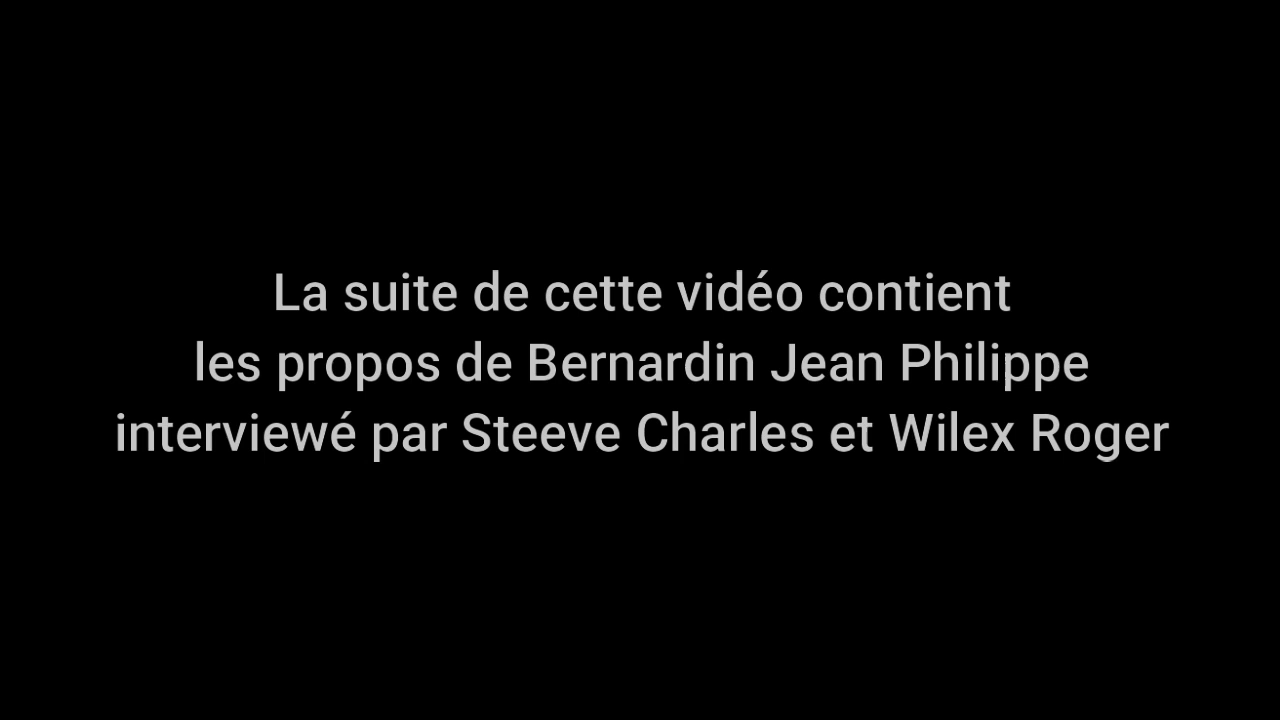 La suite de cette vidéo contient
les propos de Bernardin Jean Philippe
interviewé par Steeve Charles et Wilex Roger